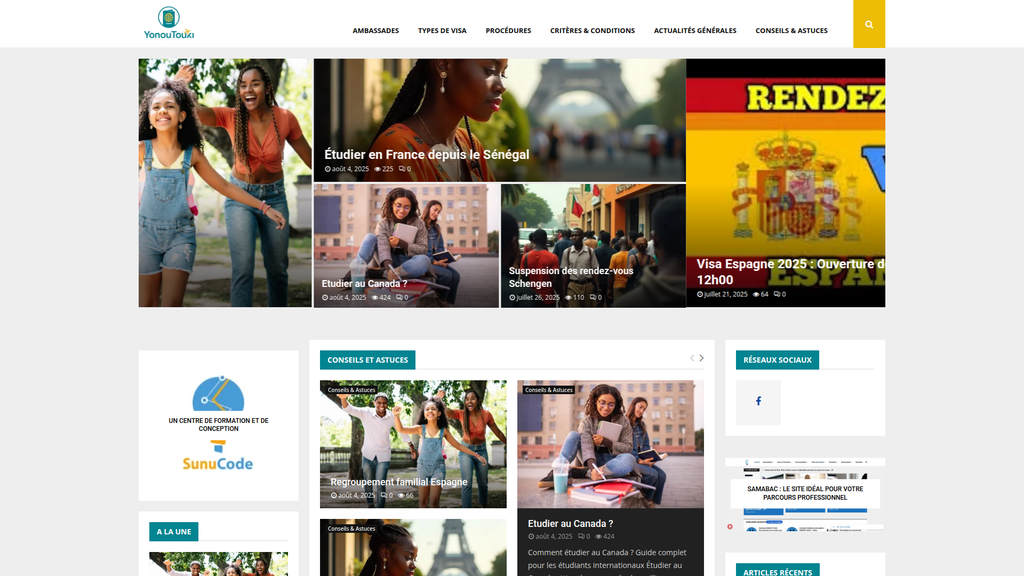 YonouTouki
AMBASSADES
TYPES DE VISA
PROCÉDURES
CRITÈRES & CONDITIONS
ACTUALITÉS GÉNÉRALES
CONSEILS & ASTUCES
Étudier en France depuis le Sénégal
août 4, 2025 225 0
Etudier au Canada ?
août 4, 2025 424 0
Suspension des rendez-vous
Schengen
juillet 26, 2025 110 0
RENDEZ
Visa Espagne 2025 : Ouverture d
12h00
juillet 21, 2025 64 0
UN CENTRE DE FORMATION ET DE
CONCEPTION
SunuCode
A LA UNE
CONSEILS ET ASTUCES
Conseils & Astuces
Regroupement familial Espagne
août 4, 2025 0 66
Conseils & Astuces
Conseils & Astuces
Etudier au Canada ?
août 4, 2025 0 424
Comment étudier au Canada ? Guide complet
pour les étudiants internationaux Étudier au
RÉSEAUX SOCIAUX
SAMABAC : LE SITE IDÉAL POUR VOTRE
PARCOURS PROFESSIONNEL
ARTICLES RÉCENTS